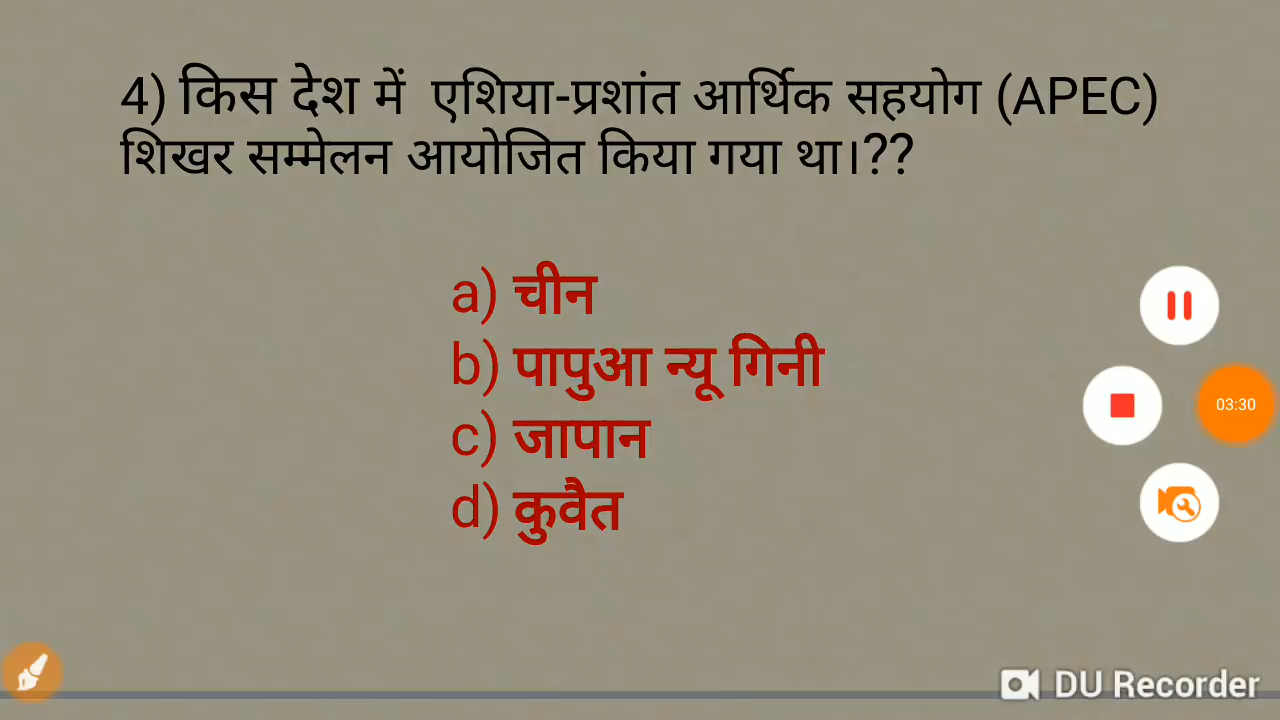 4) किस देश में एशिया-प्रशांत आर्थिक सहयोग (APEC)
शिखर सम्मेलन आयोजित किया गया था।??
a) चीन
b) पापुआ न्यू गिनी
c) जापान
d) कुवैत
03:30
DU Recorder